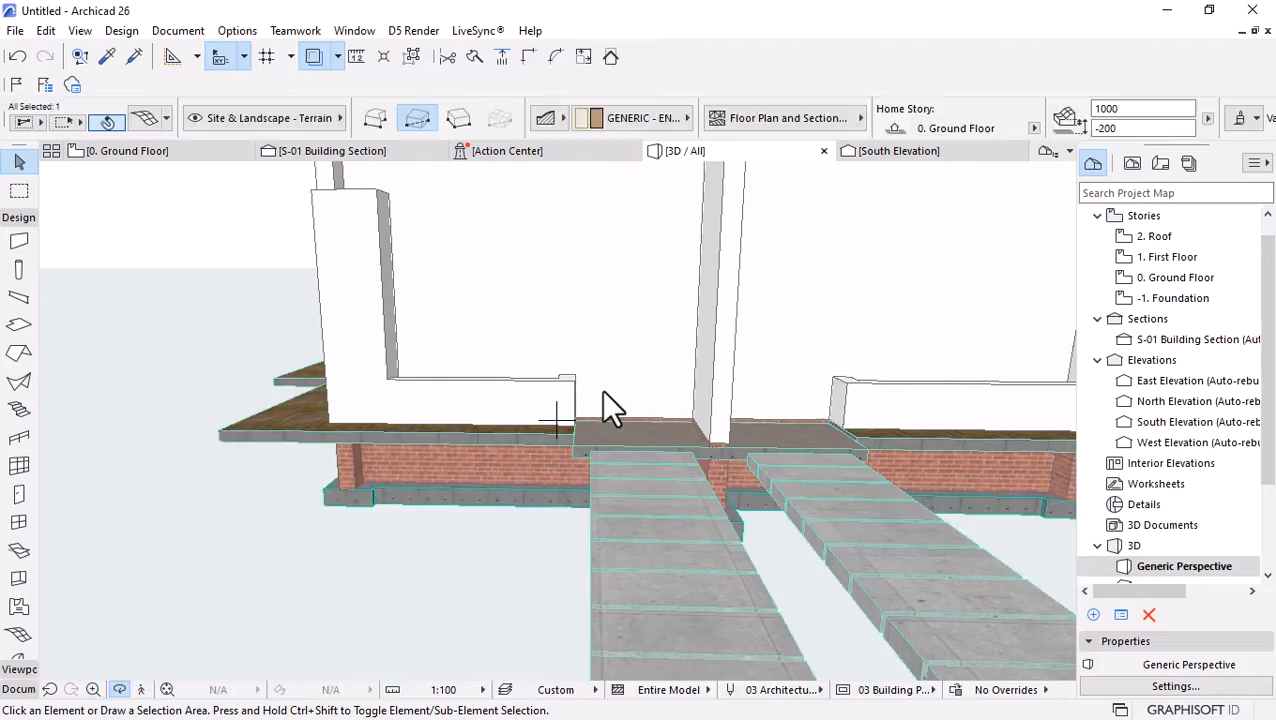 Untitled - Archicad 26
File Edit View Design Document Options Teamwork Window D5 Render LiveSync® Help
All Selected: 1
Site & Landscape - Terrain
GENERIC - EN...
Floor Plan and Section...
Home Story:
0. Ground Floor
1000
-200
Va
[0. Ground Floor]
[S-01 Building Section]
[Action Center]
[3D / All]
[South Elevation]
Design
Search Project Map
Stories
2. Roof
1. First Floor
0. Ground Floor
-1. Foundation
Sections
S-01 Building Section (Aut
Elevations
East Elevation (Auto-rebu
North Elevation (Auto-reb
South Elevation (Auto-reb
West Elevation (Auto-reb
Interior Elevations
Worksheets
Details
3D Documents
3D
Generic Perspective
Properties
Generic Perspective
Settings...
Viewpc
Docum
N/A
N/A
1:100
Custom
Entire Model
03 Architectu...
03 Building P...
No Overrides
Click an Element or Draw a Selection Area. Press and Hold Ctrl+Shift to Toggle Element/Sub-Element Selection.
GRAPHISOFT ID